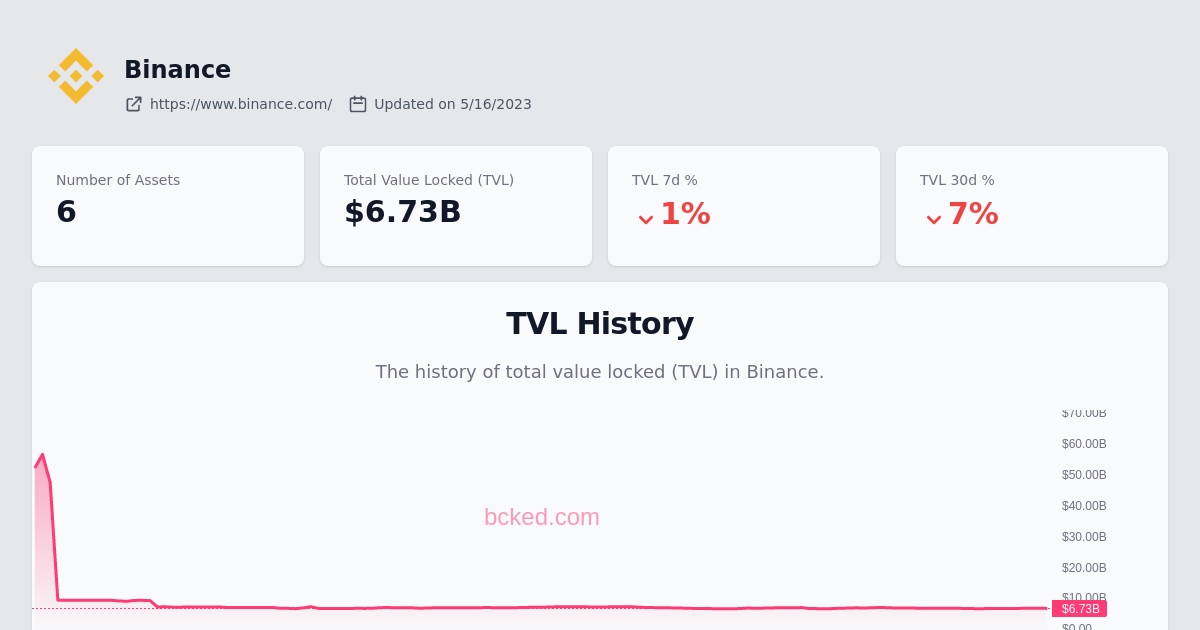 Binance
https://www.binance.com/ Updated on 5/16/2023
Number of Assets
6
Total Value Locked (TVL)
$6.73B
TVL 7d %
1%
TVL 30d %
7%
TVL History
The history of total value locked (TVL) in Binance.
$70.00B
$60.00B
$50.00B
bcked.com
$40.00B
$30.00B
$20.00B
$10.00B
$6.73B
$0.00